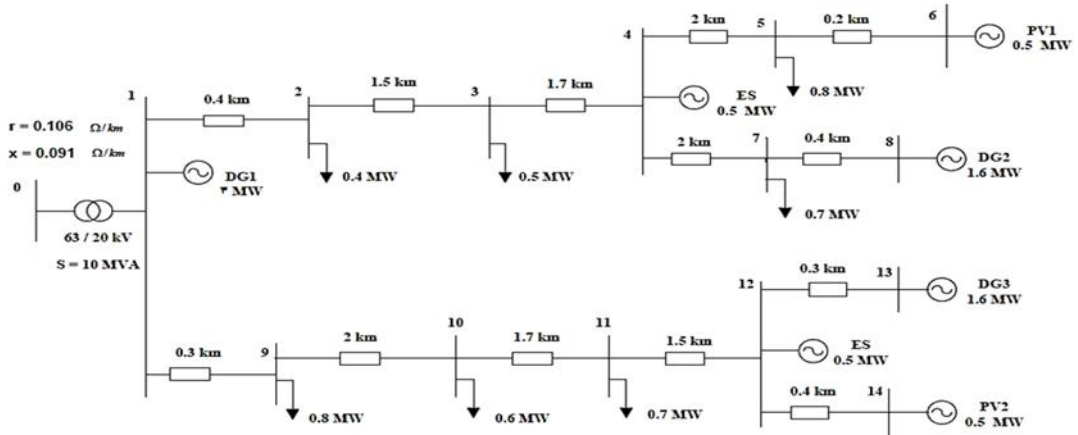 2 km
5
0.2 km
6
PV1
0.5 MW
4
1
0.4 km
2
1.5 km
3
1.7 km
ES
0.5 MW
0.8 MW
r = 0.106 Ω/km
x = 0.091 Ω/km
0
DG1
۳ MW
0.4 MW
0.5 MW
2 km
7
0.4 km
8
DG2
1.6 MW
0.7 MW
63 / 20 kV
S = 10 MVA
12
0.3 km
13
DG3
1.6 MW
0.3 km
9
2 km
10
1.7 km
11
1.5 km
ES
0.5 MW
0.8 MW
0.6 MW
0.7 MW
0.4 km
14
PV2
0.5 MW